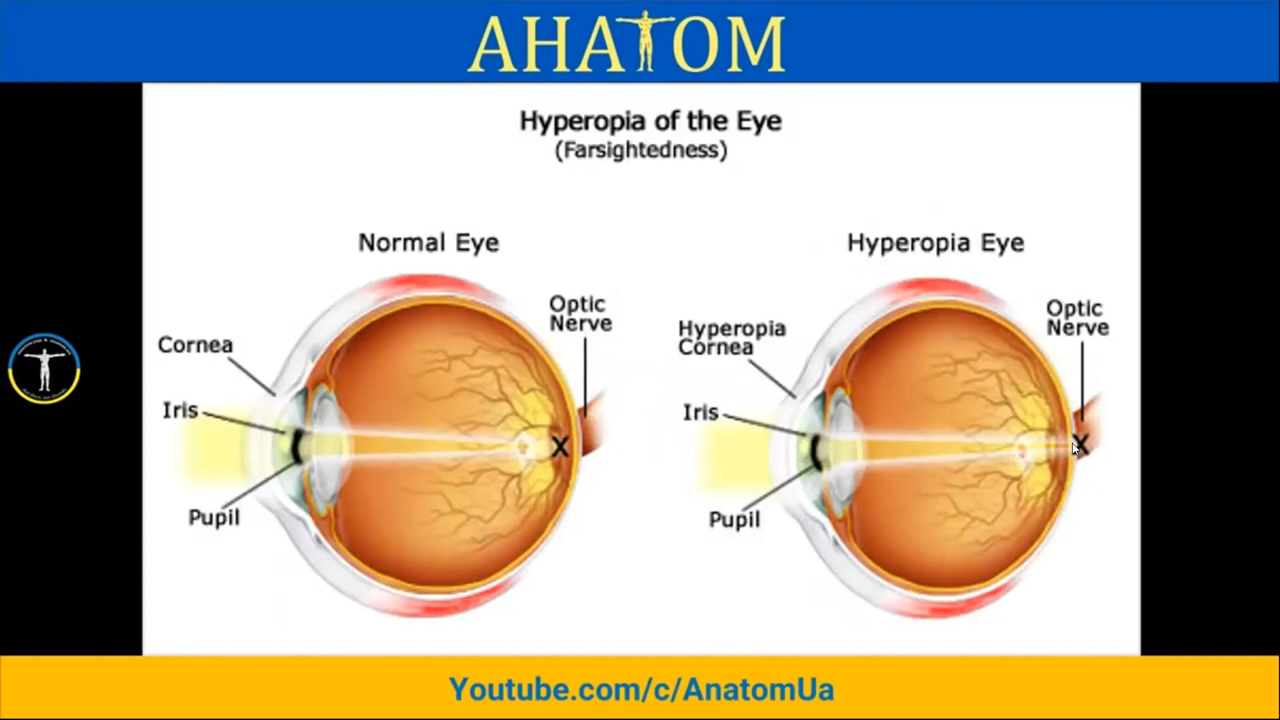 АНАТОМ
Hyperopia of the Eye
(Farsightedness)
Normal Eye
Hyperopia Eye
Optic
Nerve
Cornea
Iris
Pupil
X
Optic
Nerve
Hyperopia
Cornea
Iris
Pupil
X
Youtube.com/c/AnatomUa